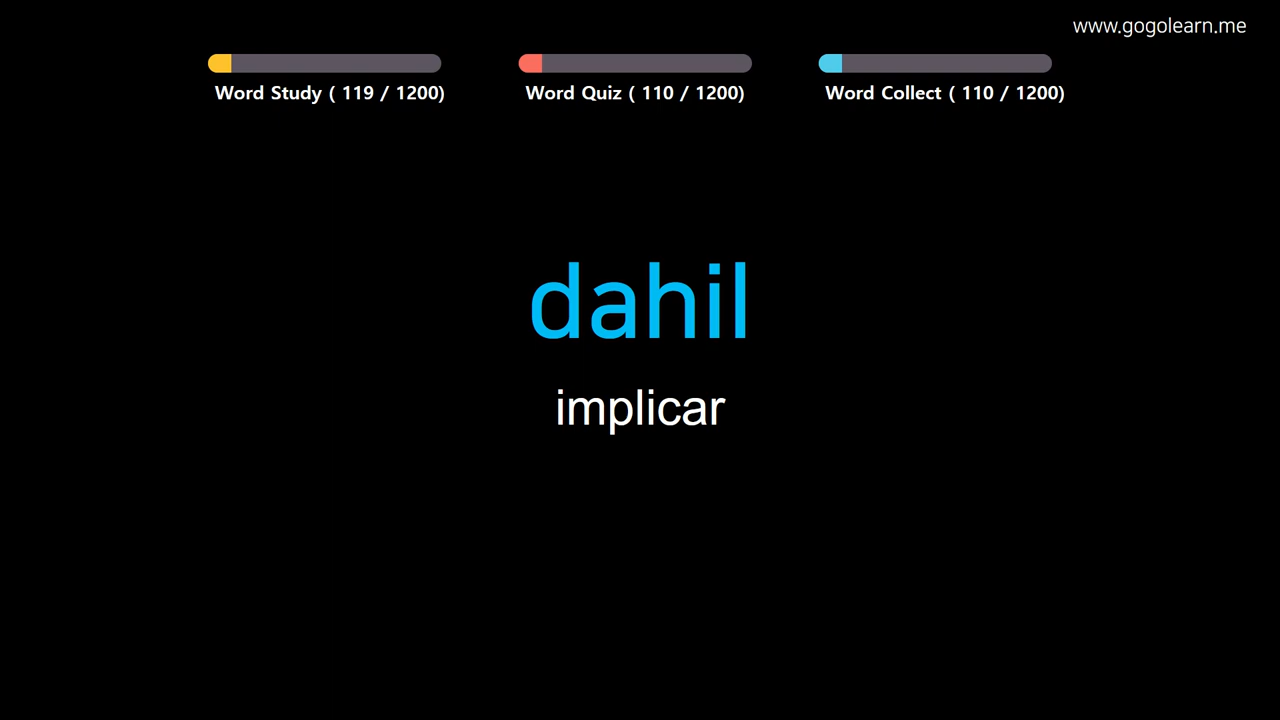 www.gogolearn.me
Word Study ( 119 / 1200)
Word Quiz ( 110 / 1200)
Word Collect ( 110 / 1200)
dahil
implicar